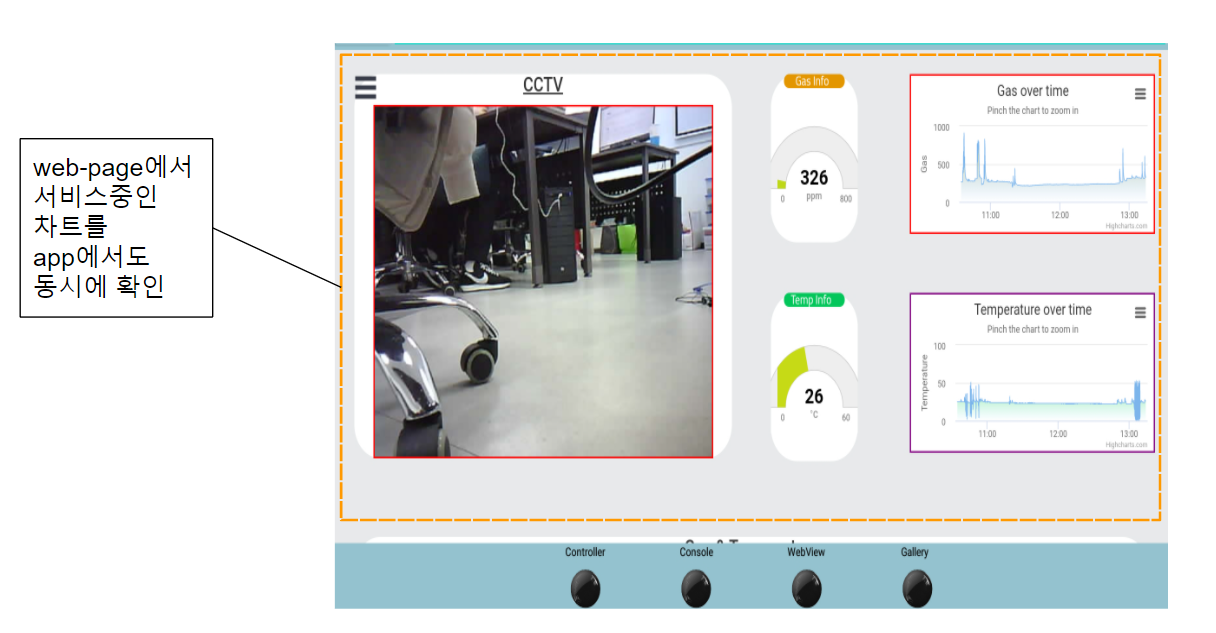 web-page에서
서비스중인
차트를
app에서도
동시에 확인
CCTV
Gas Info
326
ppm
0
800
Gas over time
Pinch the chart to zoom in
Gas
1000
500
0
11:00
12:00
13:00
Highcharts.com
Temp Info
26
°C
0
60
Temperature over time
Pinch the chart to zoom in
Temperature
100
50
0
11:00
12:00
13:00
Highcharts.com
Controller
Console
WebView
Gallery